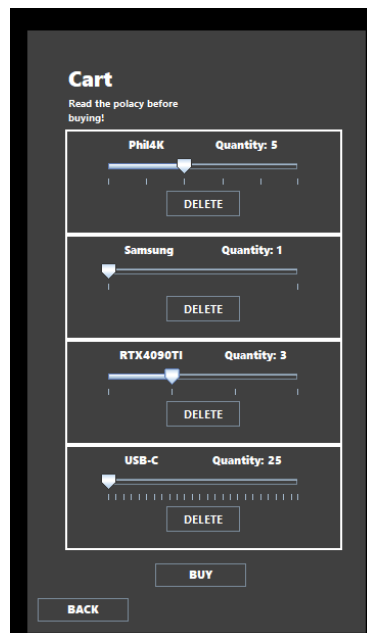 Cart
Read the polacy before
buying!
Phil4K Quantity: 5
DELETE
Samsung Quantity: 1
DELETE
RTX4090TI Quantity: 3
DELETE
USB-C Quantity: 25
DELETE
BUY
BACK